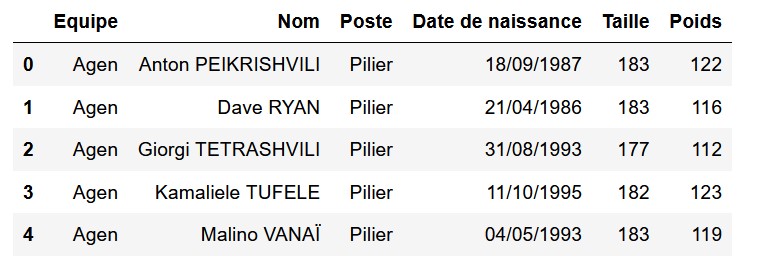 Equipe Nom Poste Date de naissance Taille Poids
0 Agen Anton PEIKRISHVILI Pilier 18/09/1987 183 122
1 Agen Dave RYAN Pilier 21/04/1986 183 116
2 Agen Giorgi TETRASHVILI Pilier 31/08/1993 177 112
3 Agen Kamaliele TUFELE Pilier 11/10/1995 182 123
4 Agen Malino VANAÏ Pilier 04/05/1993 183 119